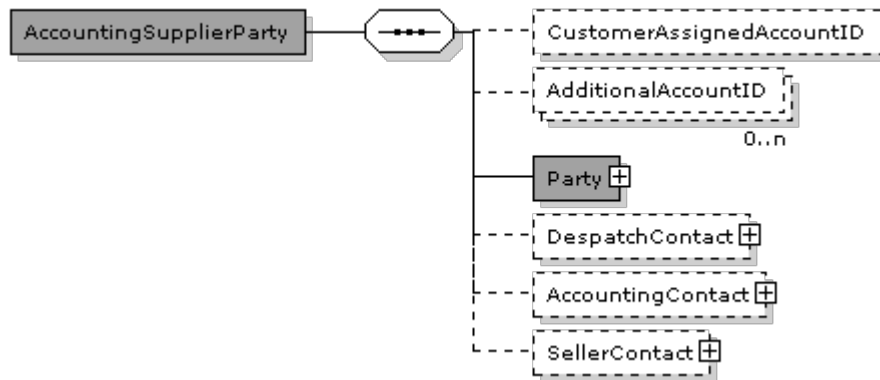 AccountingSupplierParty
CustomerAssignedAccountID
AdditionalAccountID
0..n
Party
DespatchContact
AccountingContact
SellerContact